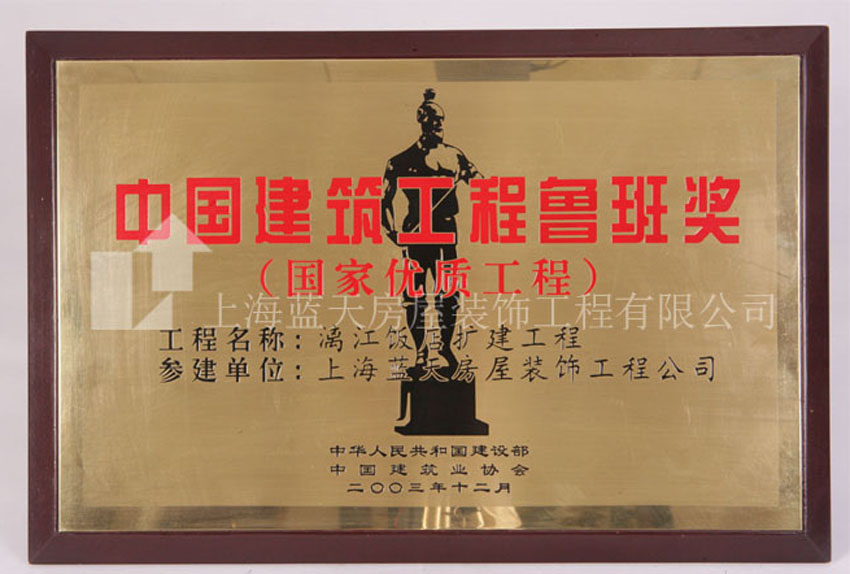 中国建筑工程鲁班奖
（国家优质工程）
上海蓝天房屋装饰工程有限公司
工程名称：漓江饭店扩建工程
参建单位：上海蓝天房屋装饰工程公司
中华人民共和国建设部
中国建筑业协会
二〇〇三年十二月